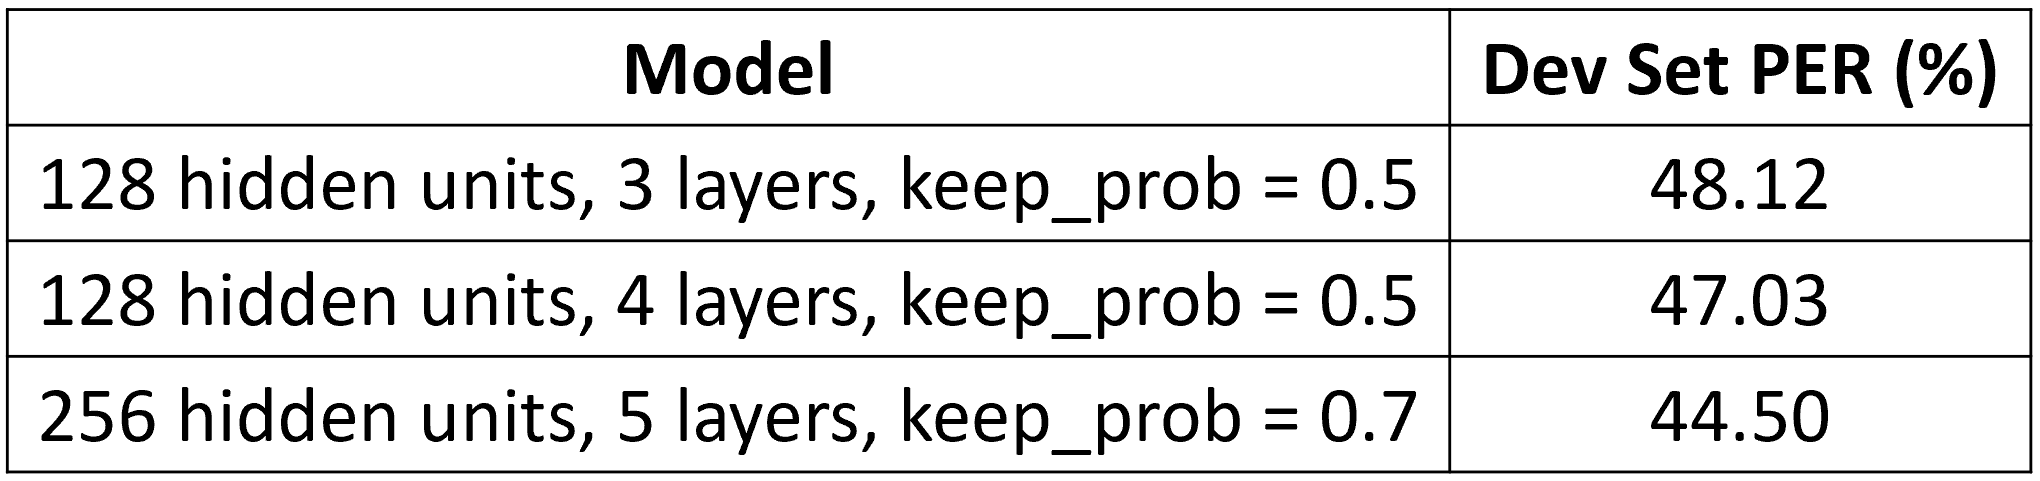 Model Dev Set PER (%)
128 hidden units, 3 layers, keep_prob = 0.5 48.12
128 hidden units, 4 layers, keep_prob = 0.5 47.03
256 hidden units, 5 layers, keep_prob = 0.7 44.50